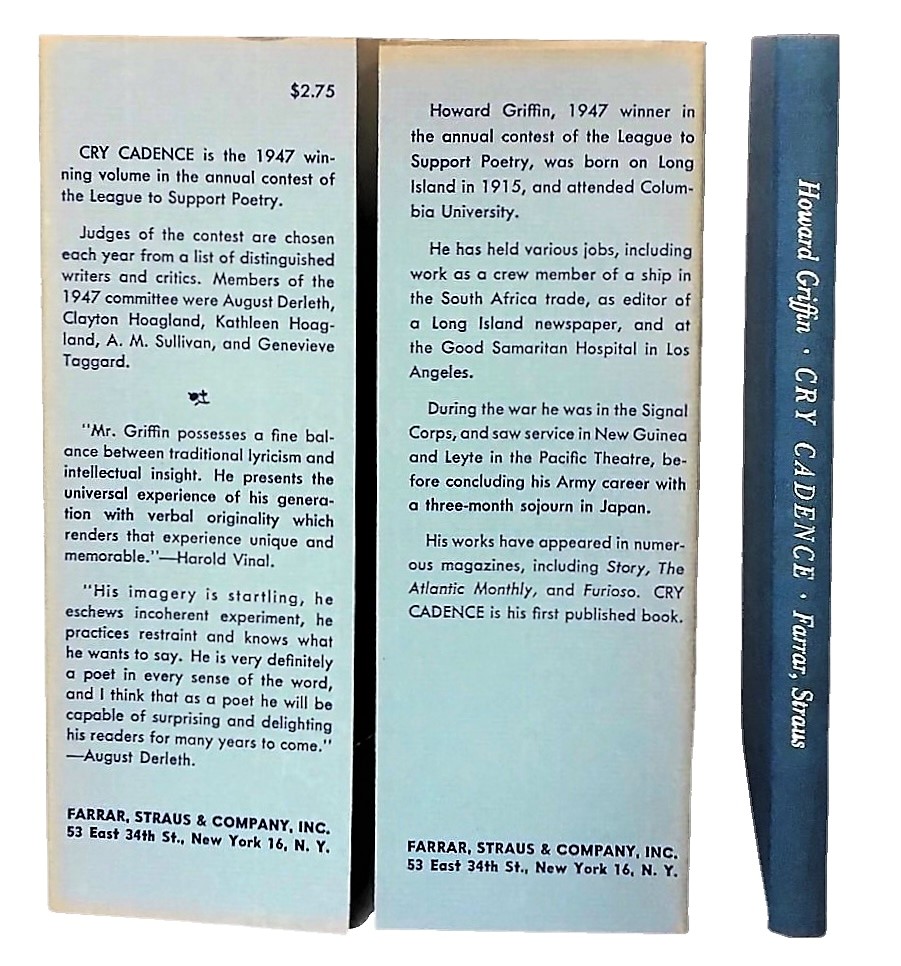 $2.75
CRY CADENCE is the 1947 win-
ning volume in the annual contest of
the League to Support Poetry.
Judges of the contest are chosen
each year from a list of distinguished
writers and critics. Members of the
1947 committee were August Derleth,
Clayton Hoagland, Kathleen Hoag-
land, A. M. Sullivan, and Genevieve
Taggard.
"Mr. Griffin possesses a fine bal-
ance between traditional lyricism and
intellectual insight. He presents the
universal experience of his genera-
tion with verbal originality which
renders that experience unique and
memorable."—Harold Vinal.
"His imagery is startling, he
eschews incoherent experiment, he
practices restraint and knows what
he wants to say. He is very definitely
a poet in every sense of the word,
and I think that as a poet he will be
capable of surprising and delighting
his readers for many years to come."
—August Derleth.
FARRAR, STRAUS & COMPANY, INC.
53 East 34th St., New York 16, N. Y.
Howard Griffin, 1947 winner in
the annual contest of the League to
Support Poetry, was born on Long
Island in 1915, and attended Colum-
bia University.
He has held various jobs, including
work as a crew member of a ship in
the South Africa trade, as editor of
a Long Island newspaper, and at
the Good Samaritan Hospital in Los
Angeles.
During the war he was in the Signal
Corps, and saw service in New Guinea
and Leyte in the Pacific Theatre, be-
fore concluding his Army career with
a three-month sojourn in Japan.
His works have appeared in numer-
ous magazines, including Story, The
Atlantic Monthly, and Furioso. CRY
CADENCE is his first published book.
FARRAR, STRAUS & COMPANY, INC.
53 East 34th St., New York 16, N. Y.
Howard Griffin · CRY CADENCE · Farrar, Straus